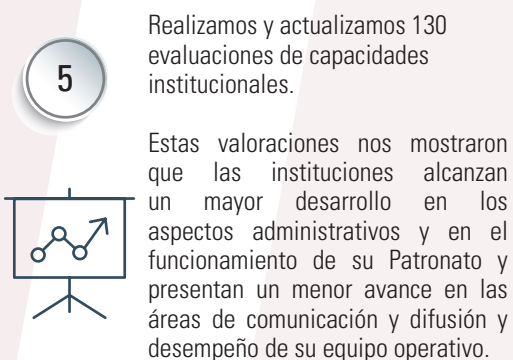 5
Realizamos y actualizamos 130
evaluaciones de capacidades
institucionales.
Estas valoraciones nos mostraron
que las instituciones alcanzan
un mayor desarrollo en los
aspectos administrativos y en el
funcionamiento de su Patronato y
presentan un menor avance en las
áreas de comunicación y difusión y
desempeño de su equipo operativo.